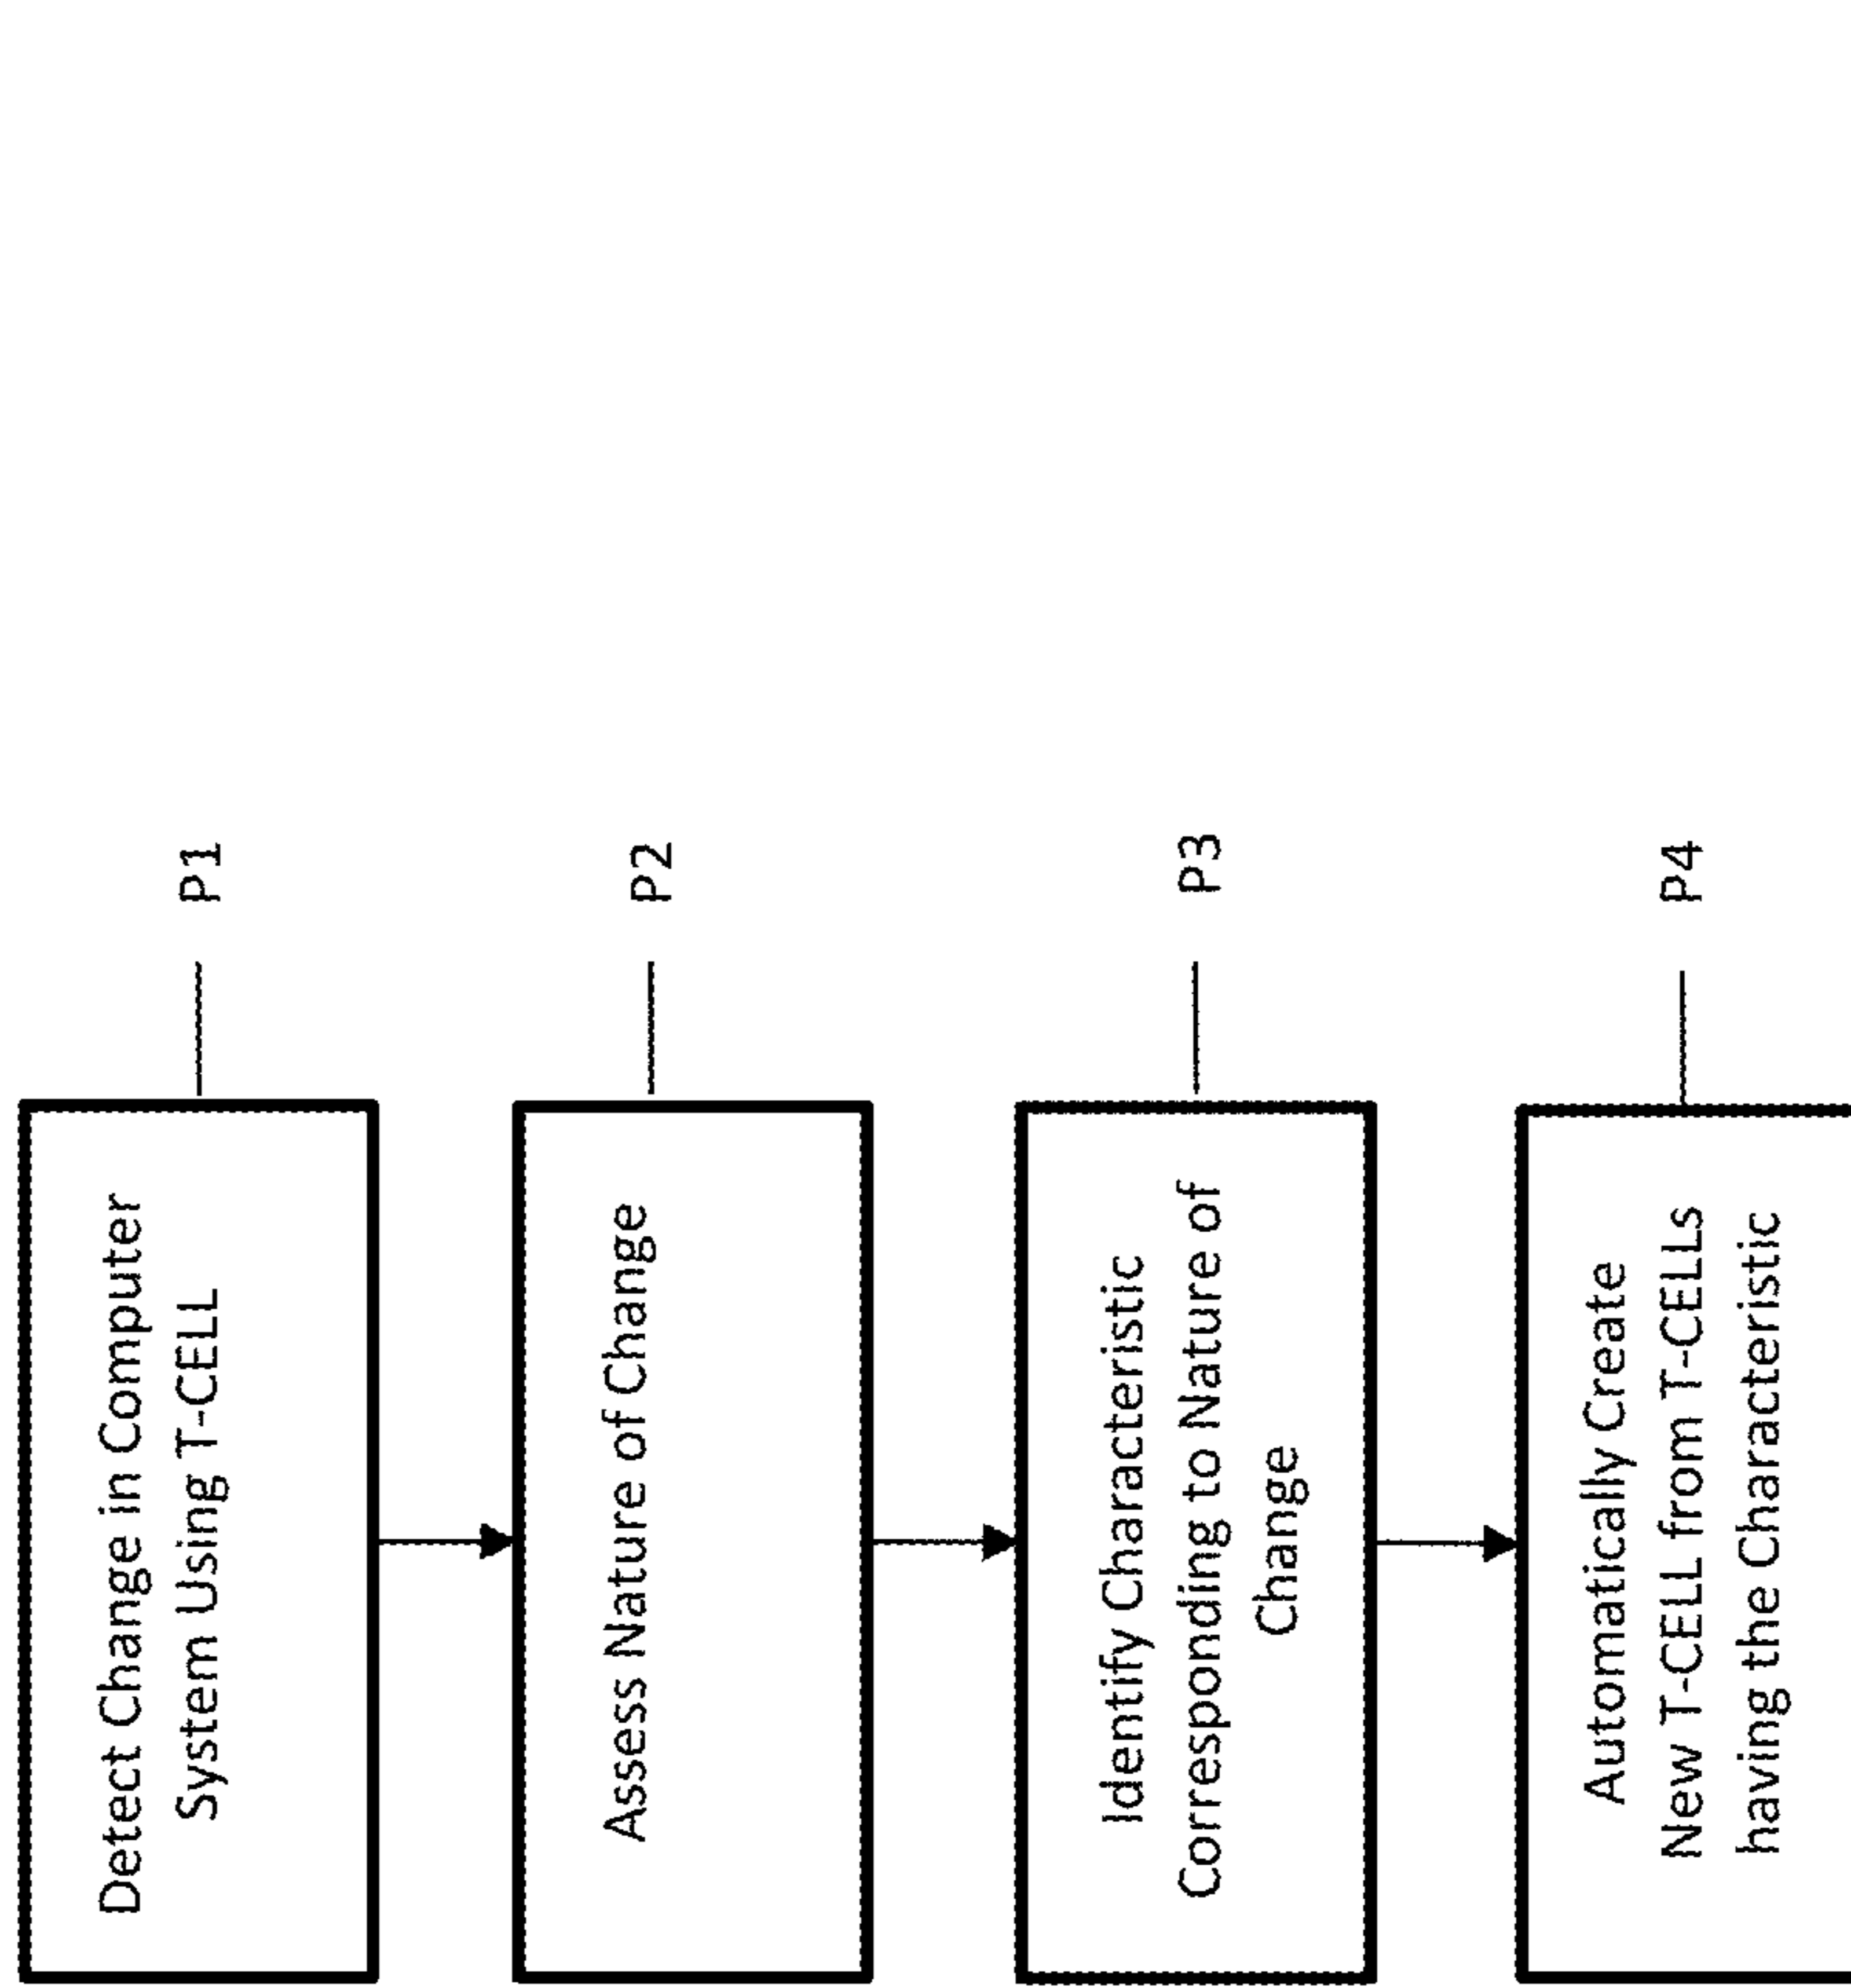 Detect Change in Computer
System Using T-CELL
P1
Assess Nature of Change
P2
Identify Characteristic
Corresponding to Nature of
Change
P3
Automatically Create
New T-CELL from T-CELLs
having the Characteristic
P4